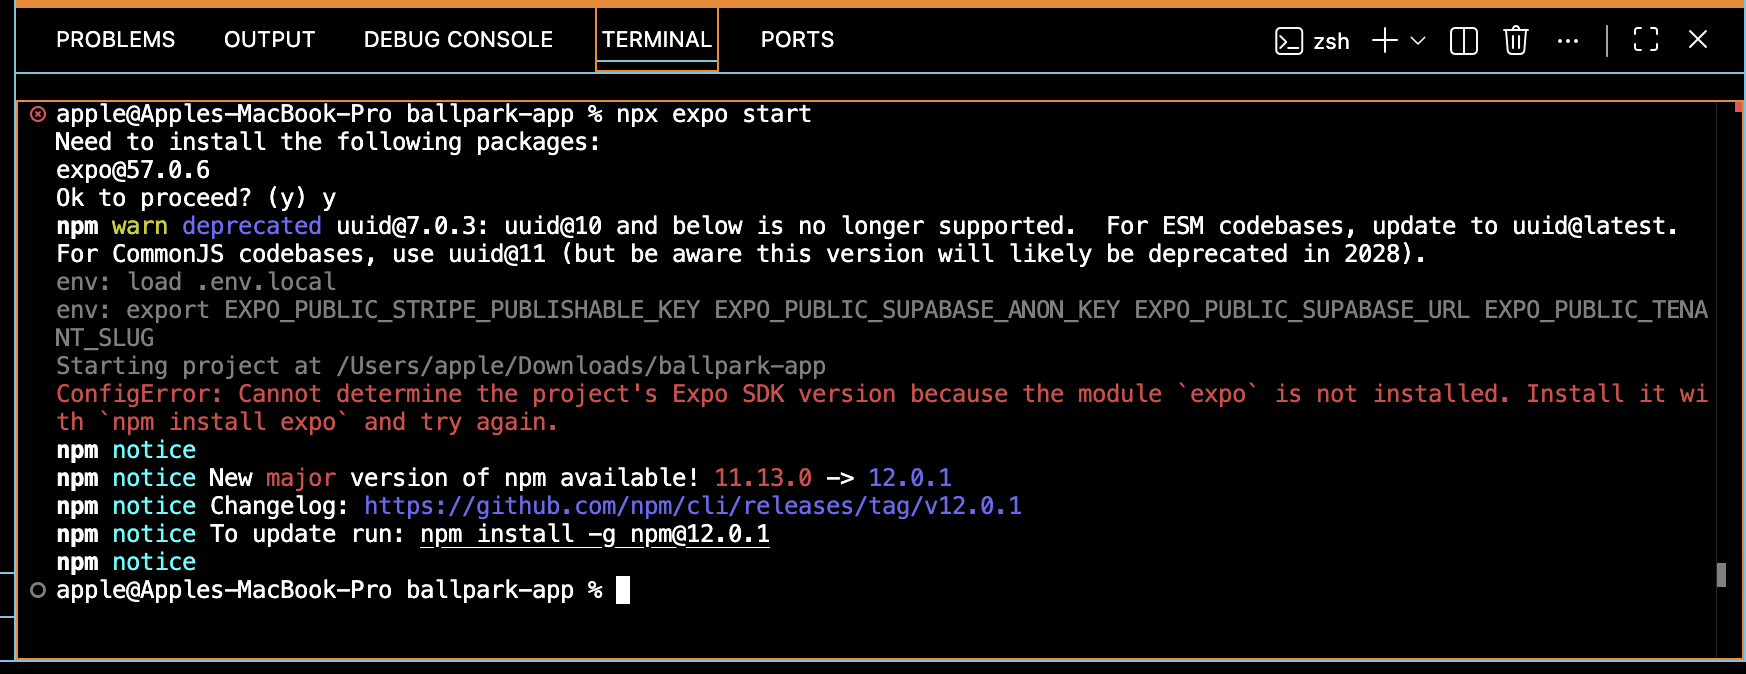 PROBLEMS OUTPUT DEBUG CONSOLE TERMINAL PORTS zsh
apple@Apples-MacBook-Pro ballpark-app % npx expo start
Need to install the following packages:
expo@57.0.6
Ok to proceed? (y) y
npm warn deprecated uuid@7.0.3: uuid@10 and below is no longer supported.  For ESM codebases, update to uuid@latest.
For CommonJS codebases, use uuid@11 (but be aware this version will likely be deprecated in 2028).
env: load .env.local
env: export EXPO_PUBLIC_STRIPE_PUBLISHABLE_KEY EXPO_PUBLIC_SUPABASE_ANON_KEY EXPO_PUBLIC_SUPABASE_URL EXPO_PUBLIC_TENA
NT_SLUG
Starting project at /Users/apple/Downloads/ballpark-app
ConfigError: Cannot determine the project's Expo SDK version because the module `expo` is not installed. Install it wi
th `npm install expo` and try again.
npm notice
npm notice New major version of npm available! 11.13.0 -> 12.0.1
npm notice Changelog: https://github.com/npm/cli/releases/tag/v12.0.1
npm notice To update run: npm install -g npm@12.0.1
npm notice
apple@Apples-MacBook-Pro ballpark-app %